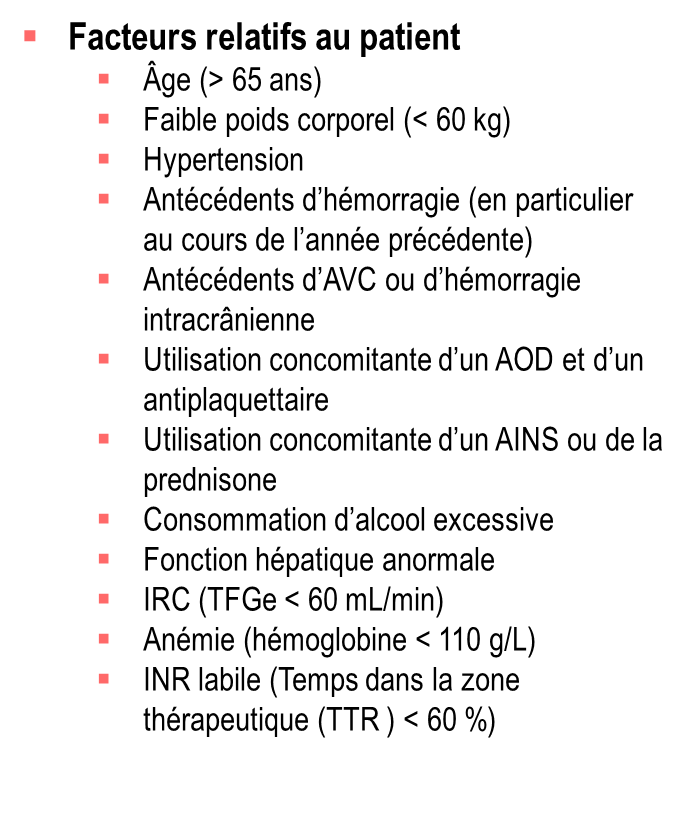 ▪ Facteurs relatifs au patient
▪ Âge (> 65 ans)
▪ Faible poids corporel (< 60 kg)
▪ Hypertension
▪ Antécédents d’hémorragie (en particulier
au cours de l’année précédente)
▪ Antécédents d’AVC ou d’hémorragie
intracrânienne
▪ Utilisation concomitante d’un AOD et d’un
antiplaquettaire
▪ Utilisation concomitante d’un AINS ou de la
prednisone
▪ Consommation d’alcool excessive
▪ Fonction hépatique anormale
▪ IRC (TFGe < 60 mL/min)
▪ Anémie (hémoglobine < 110 g/L)
▪ INR labile (Temps dans la zone
thérapeutique (TTR ) < 60 %)